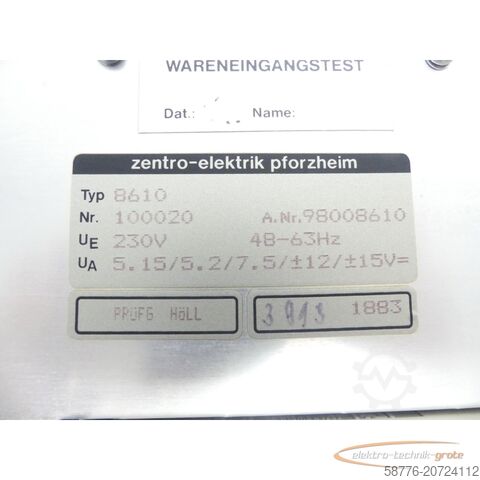 WARENEINGANGSTEST
Dat.: Name:
zentro-elektrik pforzheim
Typ 8610
Nr. 100020 A.Nr.98008610
UE 230V 48-63Hz
UA 5.15/5.2/7.5/±12/±15V=
PRÜFG HöLL
3913 1883
elektro-technik-grote
58776-20724112